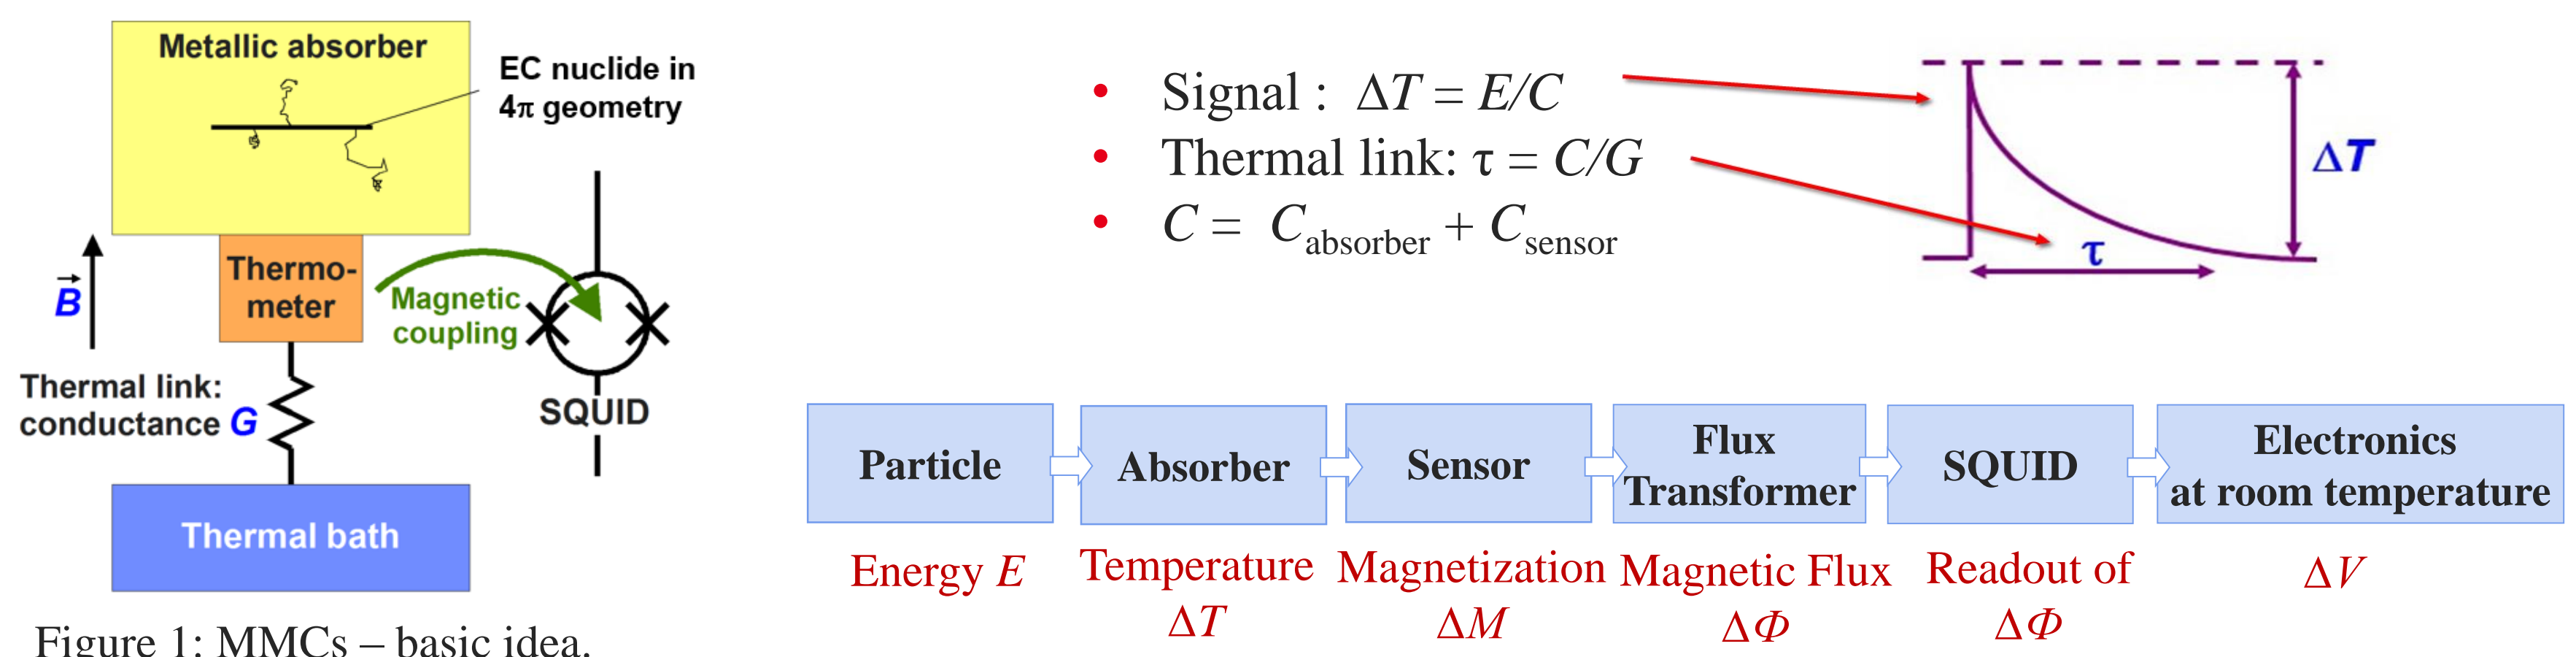 Metallic absorber
EC nuclide in
4π geometry
B
Thermo-
meter
Magnetic
coupling
Thermal link:
conductance G
SQUID
Thermal bath
Figure 1: MMCs – basic idea.
• Signal : ΔT = E/C
• Thermal link: τ = C/G
• C = Cabsorber + Csensor
ΔT
τ
Particle
Absorber
Sensor
Flux
Transformer
SQUID
Electronics
at room temperature
Energy E
Temperature
ΔT
Magnetization
ΔM
Magnetic Flux
ΔΦ
Readout of
ΔΦ
ΔV